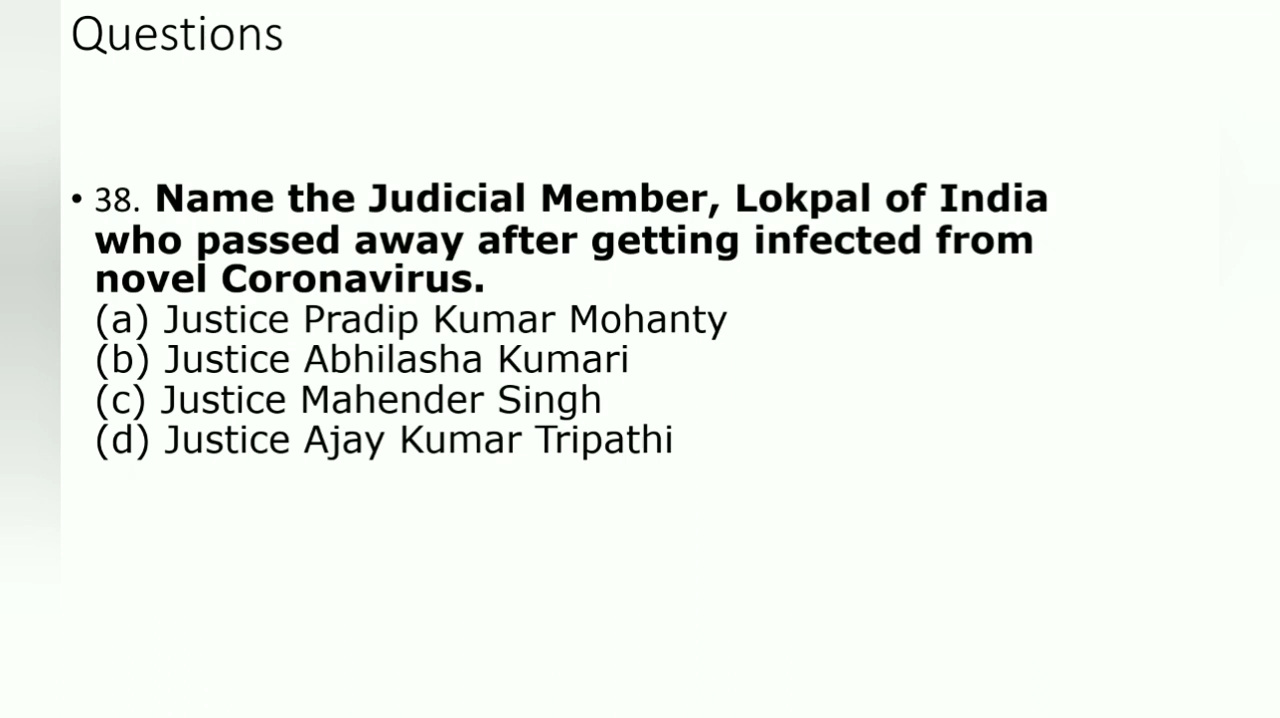 Questions
• 38. Name the Judicial Member, Lokpal of India
who passed away after getting infected from
novel Coronavirus.
(a) Justice Pradip Kumar Mohanty
(b) Justice Abhilasha Kumari
(c) Justice Mahender Singh
(d) Justice Ajay Kumar Tripathi